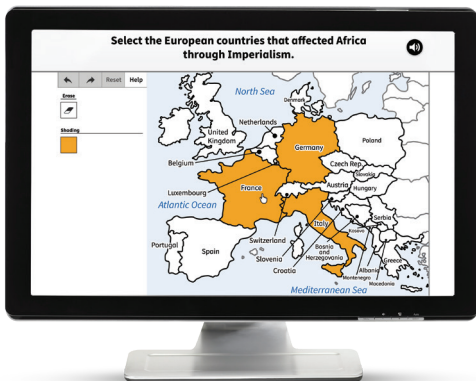 Select the European countries that affected Africa
through Imperialism.
Reset
Help
Erase
Shading
North Sea
Denmark
Netherlands
United
Kingdom
Germany
Poland
Belgium
Czech Rep.
Slovakia
Luxembourg
France
Austria
Hungary
Atlantic Ocean
Italy
Serbia
Kosovo
Portugal
Spain
Switzerland
Slovenia
Croatia
Bosnia
and
Herzegovania
Albania
Greece
Montenegro
Macedonia
Mediterranean Sea